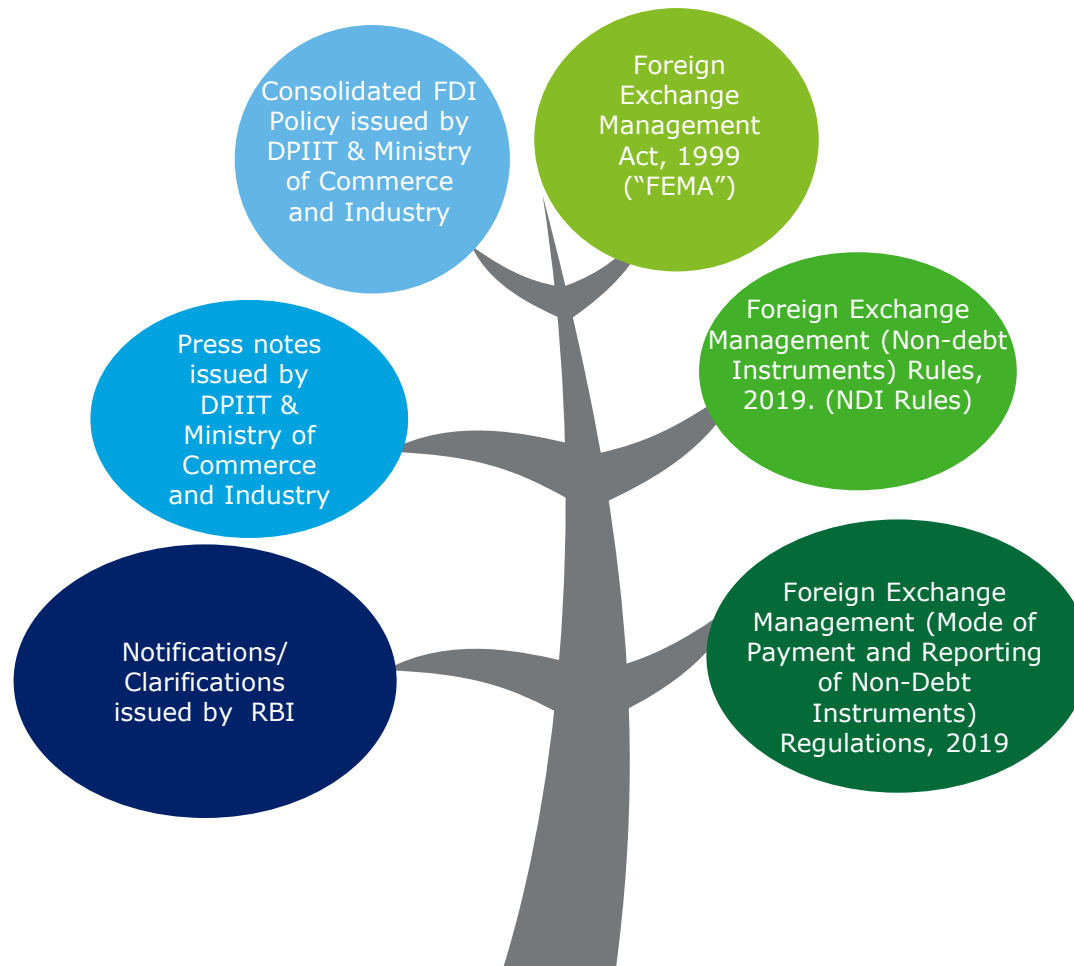 Consolidated FDI
Policy issued by
DPIIT & Ministry
of Commerce
and Industry
Foreign
Exchange
Management
Act, 1999
(“FEMA”)
Press notes
issued by
DPIIT &
Ministry of
Commerce
and Industry
Foreign Exchange
Management (Non-debt
Instruments) Rules,
2019. (NDI Rules)
Notifications/
Clarifications
issued by RBI
Foreign Exchange
Management (Mode of
Payment and Reporting
of Non-Debt
Instruments)
Regulations, 2019